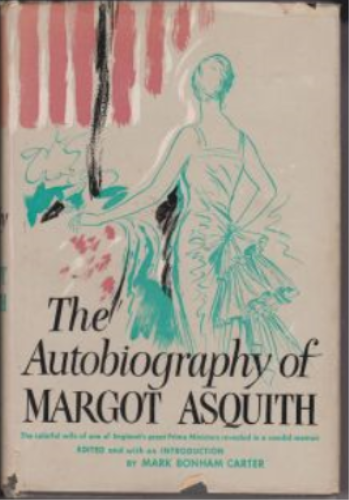 The
Autobiography of
MARGOT ASQUITH
The colorful wife of one of England's great Prime Ministers revealed in a candid memoir
EDITED and with an INTRODUCTION
BY MARK BONHAM CARTER